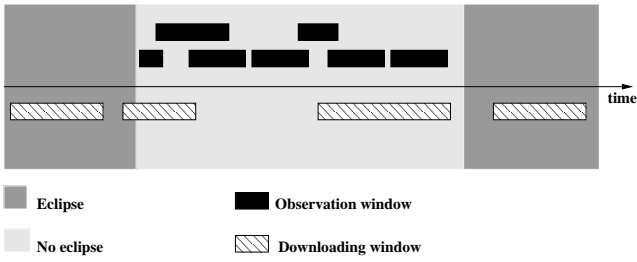 time
Eclipse
Observation window
No eclipse
Downloading window